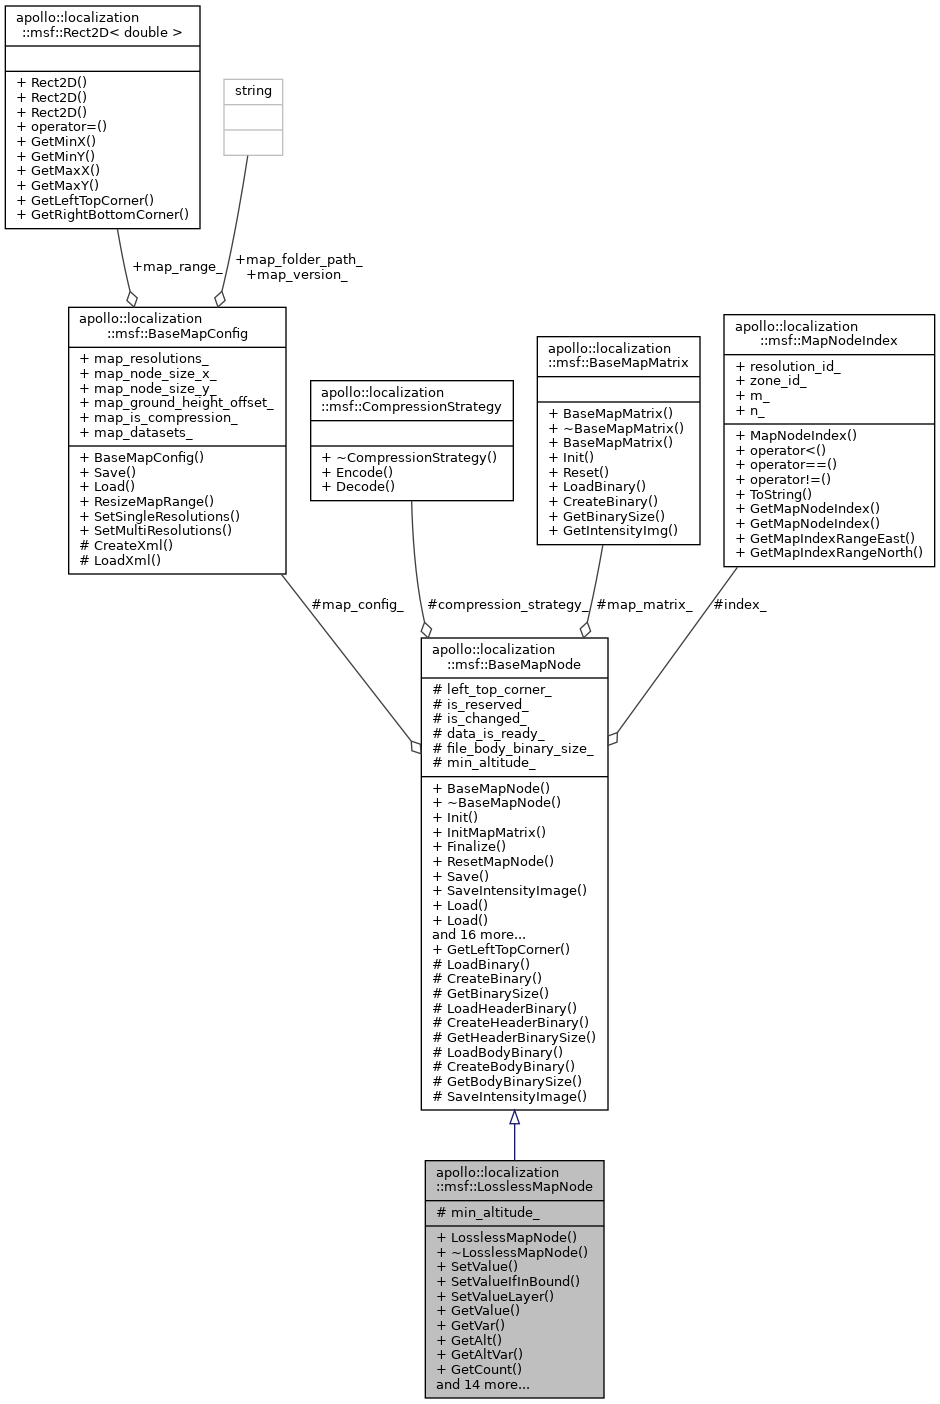 apollo::localization
::msf::Rect2D< double >
+ Rect2D()
+ Rect2D()
+ Rect2D()
+ operator=()
+ GetMinX()
+ GetMinY()
+ GetMaxX()
+ GetMaxY()
+ GetLeftTopCorner()
+ GetRightBottomCorner()
string
+map_range_
+map_folder_path_
+map_version_
apollo::localization
::msf::BaseMapConfig
+ map_resolutions_
+ map_node_size_x_
+ map_node_size_y_
+ map_ground_height_offset_
+ map_is_compression_
+ map_datasets_
+ BaseMapConfig()
+ Save()
+ Load()
+ ResizeMapRange()
+ SetSingleResolutions()
+ SetMultiResolutions()
# CreateXml()
# LoadXml()
apollo::localization
::msf::CompressionStrategy
+ ~CompressionStrategy()
+ Encode()
+ Decode()
apollo::localization
::msf::BaseMapMatrix
+ BaseMapMatrix()
+ ~BaseMapMatrix()
+ BaseMapMatrix()
+ Init()
+ Reset()
+ LoadBinary()
+ CreateBinary()
+ GetBinarySize()
+ GetIntensityImg()
apollo::localization
::msf::MapNodeIndex
+ resolution_id_
+ zone_id_
+ m_
+ n_
+ MapNodeIndex()
+ operator<()
+ operator==()
+ operator!=()
+ ToString()
+ GetMapNodeIndex()
+ GetMapNodeIndex()
+ GetMapIndexRangeEast()
+ GetMapIndexRangeNorth()
#map_config_
#compression_strategy_
#map_matrix_
#index_
apollo::localization
::msf::BaseMapNode
# left_top_corner_
# is_reserved_
# is_changed_
# data_is_ready_
# file_body_binary_size_
# min_altitude_
+ BaseMapNode()
+ ~BaseMapNode()
+ Init()
+ InitMapMatrix()
+ Finalize()
+ ResetMapNode()
+ Save()
+ SaveIntensityImage()
+ Load()
+ Load()
and 16 more...
+ GetLeftTopCorner()
# LoadBinary()
# CreateBinary()
# GetBinarySize()
# LoadHeaderBinary()
# CreateHeaderBinary()
# GetHeaderBinarySize()
# LoadBodyBinary()
# CreateBodyBinary()
# GetBodyBinarySize()
# SaveIntensityImage()
apollo::localization
::msf::LosslessMapNode
# min_altitude_
+ LosslessMapNode()
+ ~LosslessMapNode()
+ SetValue()
+ SetValueIfInBound()
+ SetValueLayer()
+ GetValue()
+ GetVar()
+ GetAlt()
+ GetAltVar()
+ GetCount()
and 14 more...